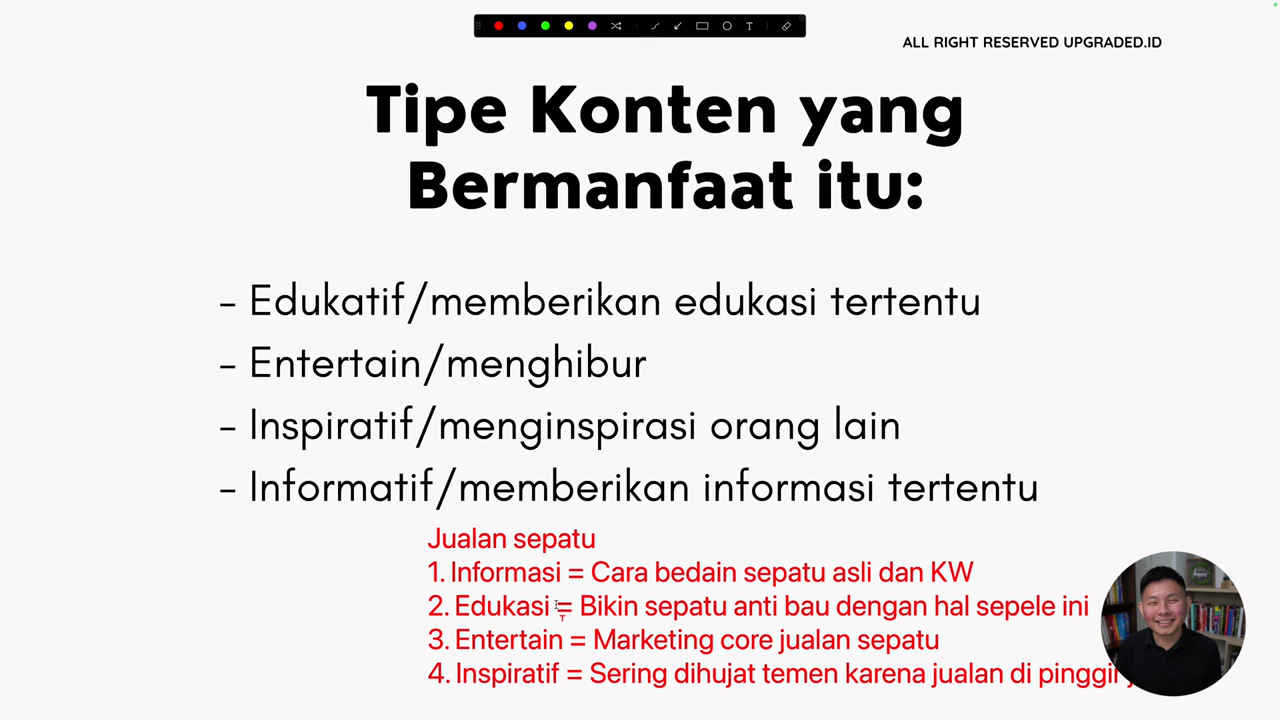 ALL RIGHT RESERVED UPGRADED.ID
Tipe Konten yang
Bermanfaat itu:
- Edukatif/memberikan edukasi tertentu
- Entertain/menghibur
- Inspiratif/menginspirasi orang lain
- Informatif/memberikan informasi tertentu
Jualan sepatu
1. Informasi = Cara bedain sepatu asli dan KW
2. Edukasi = Bikin sepatu anti bau dengan hal sepele ini
3. Entertain = Marketing core jualan sepatu
4. Inspiratif = Sering dihujat temen karena jualan di pinggir